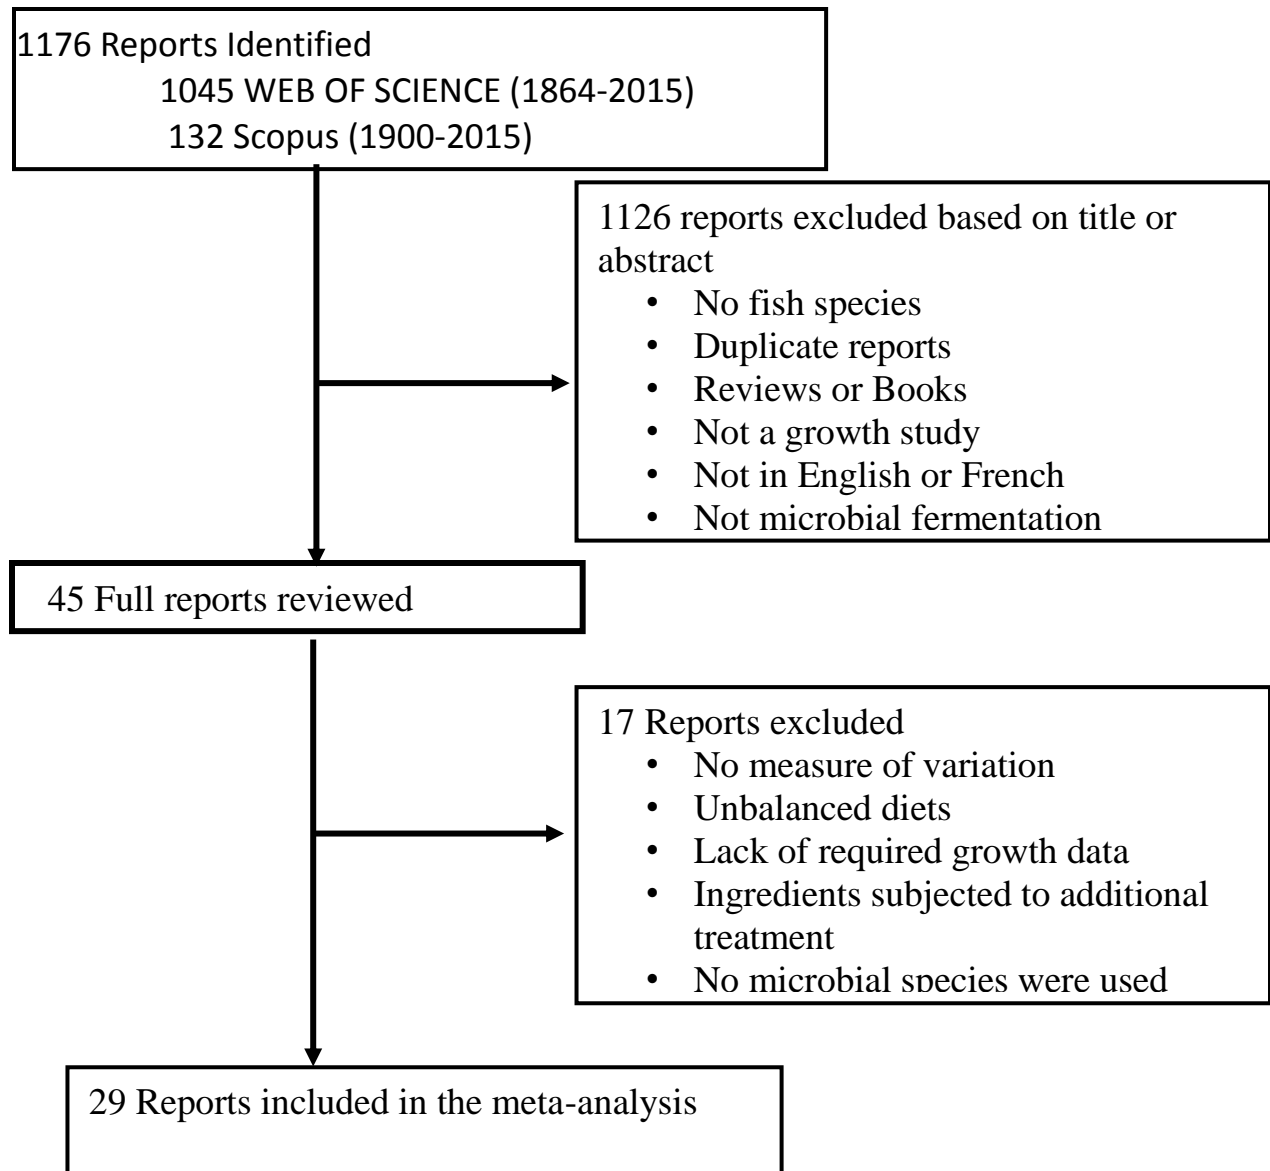 1176 Reports Identified
1045 WEB OF SCIENCE (1864-2015)
132 Scopus (1900-2015)
1126 reports excluded based on title or
abstract
• No fish species
• Duplicate reports
• Reviews or Books
• Not a growth study
• Not in English or French
• Not microbial fermentation
45 Full reports reviewed
17 Reports excluded
• No measure of variation
• Unbalanced diets
• Lack of required growth data
• Ingredients subjected to additional
treatment
• No microbial species were used
29 Reports included in the meta-analysis